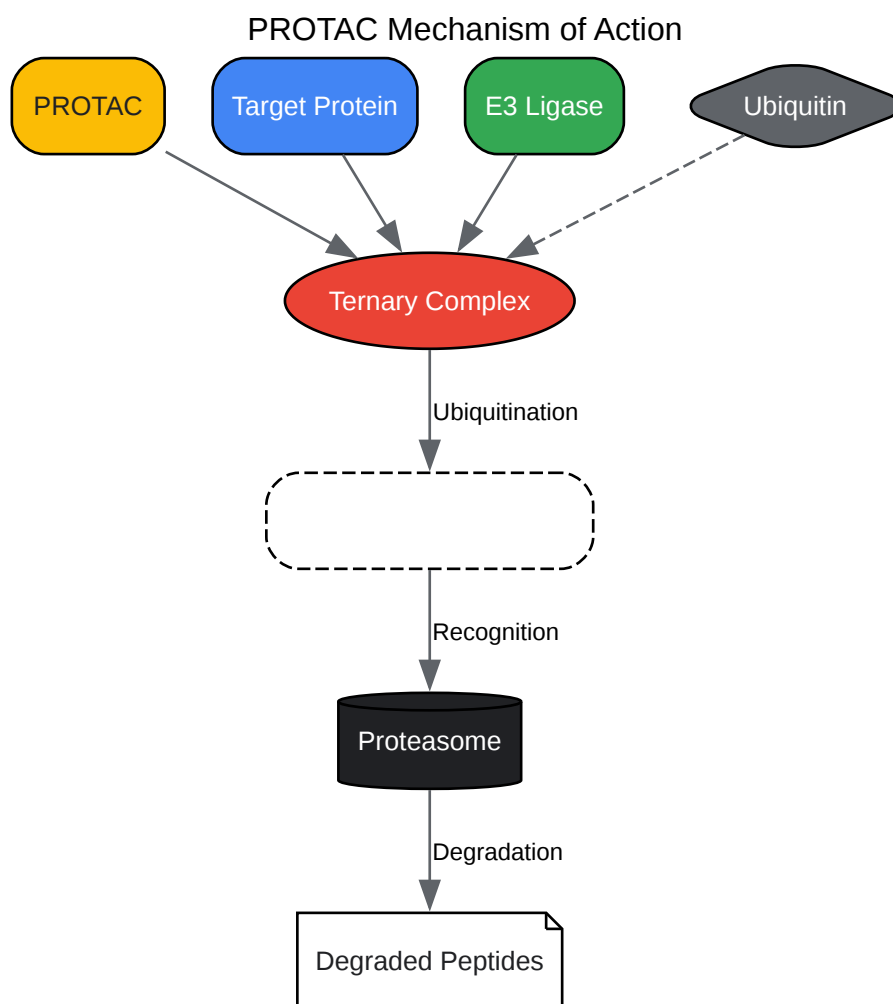 PROTAC Mechanism of Action
PROTAC
Target Protein
E3 Ligase
Ubiquitin
Ternary Complex
Ubiquitination
Recognition
Proteasome
Degradation
Degraded Peptides